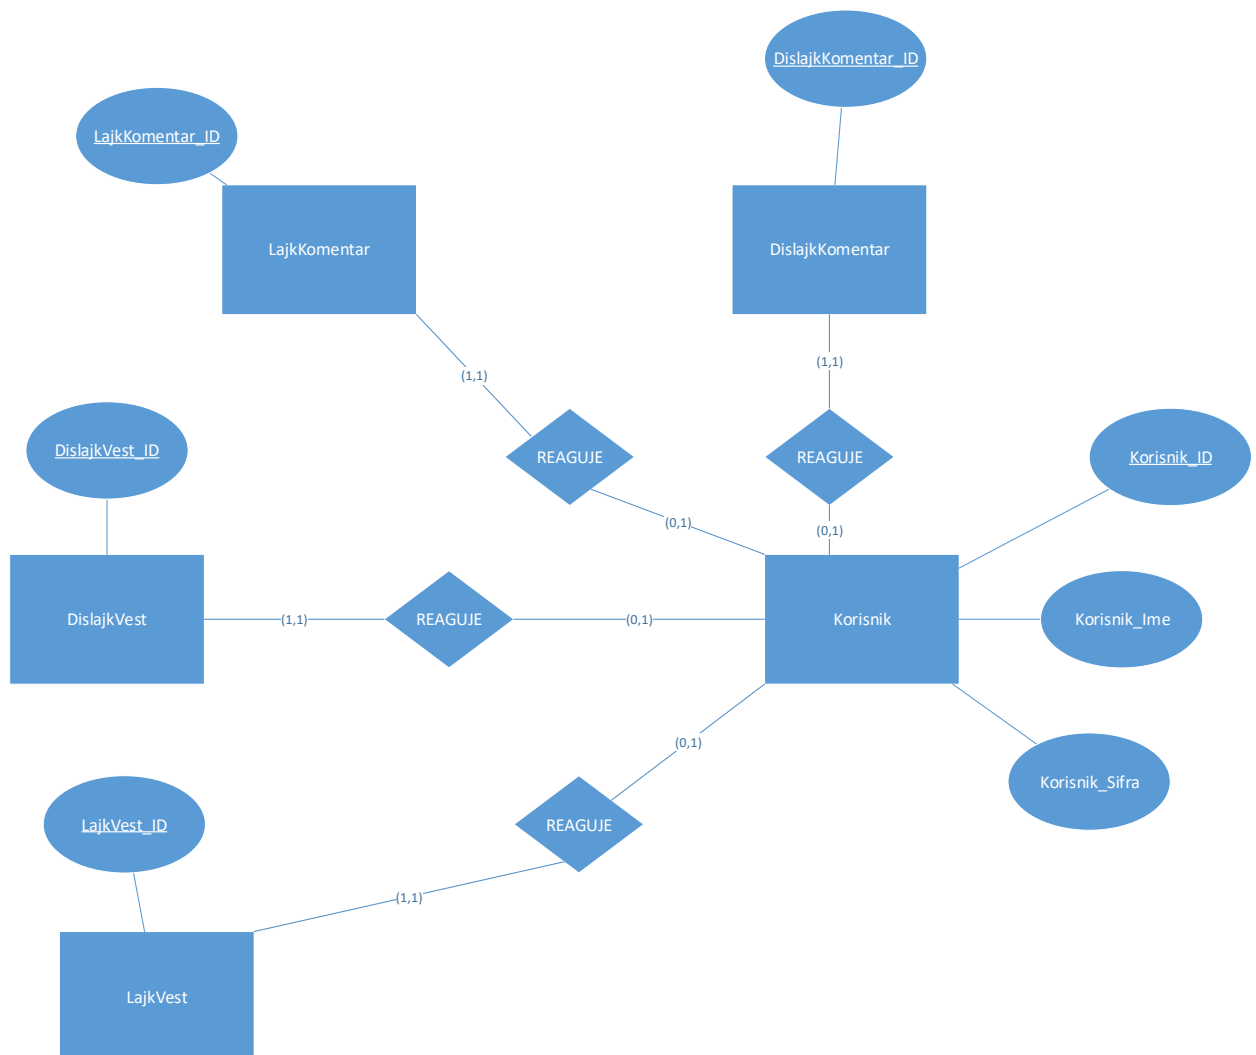 DislajkKomentar_ID
LajkKomentar_ID
LajkKomentar
DislajkKomentar
(1,1)
(1,1)
DislajkVest_ID
REAGUJE
REAGUJE
Korisnik_ID
(0,1)
(0,1)
DislajkVest
(1,1)
REAGUJE
(0,1)
Korisnik
Korisnik_Ime
(0,1)
Korisnik_Sifra
LajkVest_ID
REAGUJE
(1,1)
LajkVest